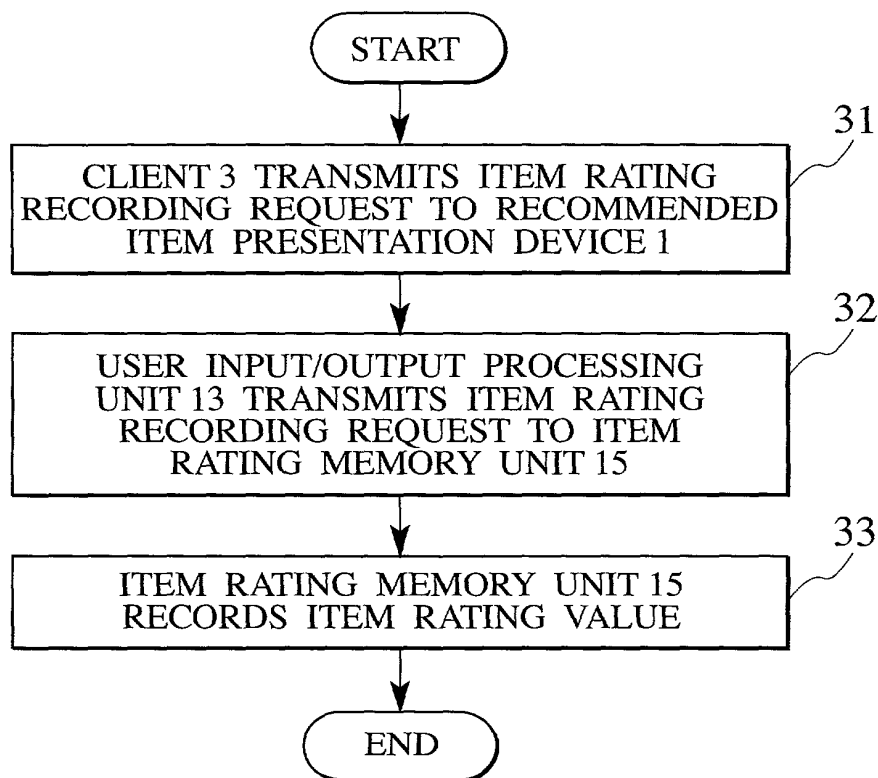 START
31
CLIENT 3 TRANSMITS ITEM RATING
RECORDING REQUEST TO RECOMMENDED
ITEM PRESENTATION DEVICE 1
32
USER INPUT/OUTPUT PROCESSING
UNIT 13 TRANSMITS ITEM RATING
RECORDING REQUEST TO ITEM
RATING MEMORY UNIT 15
33
ITEM RATING MEMORY UNIT 15
RECORDS ITEM RATING VALUE
END